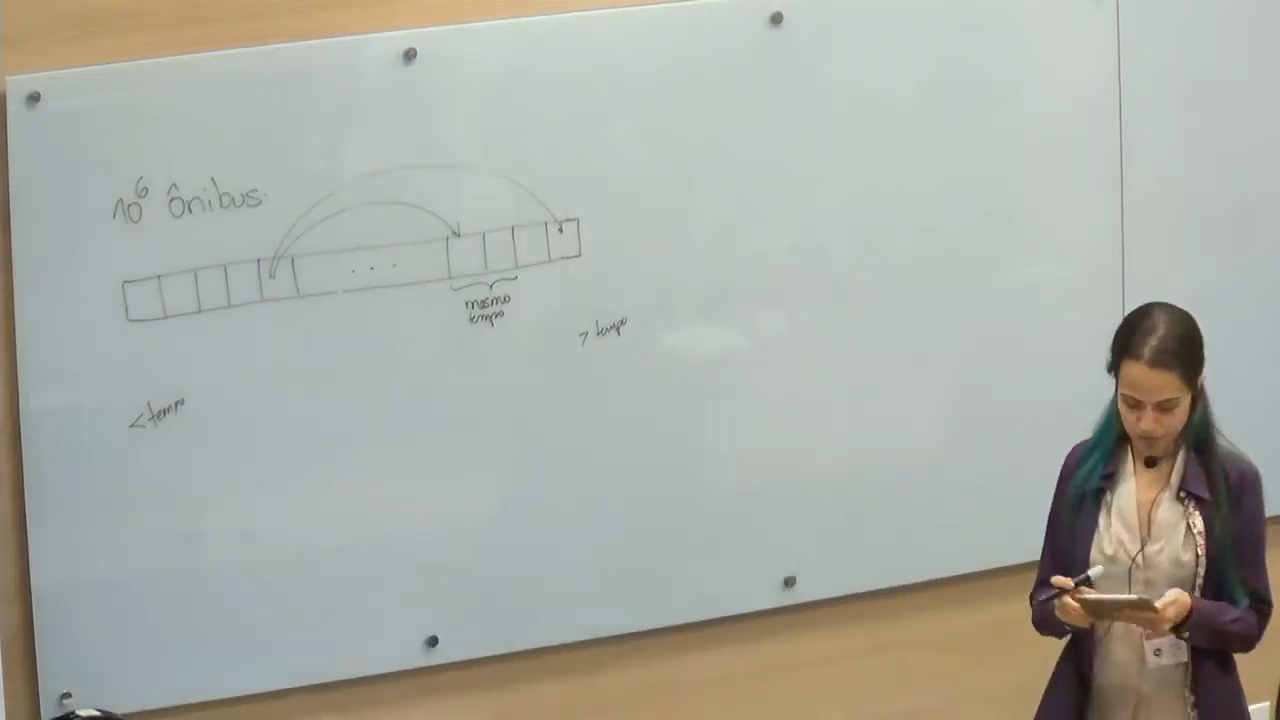 10⁶ ônibus:
...
mesmo
tempo
> tempo
< tempo